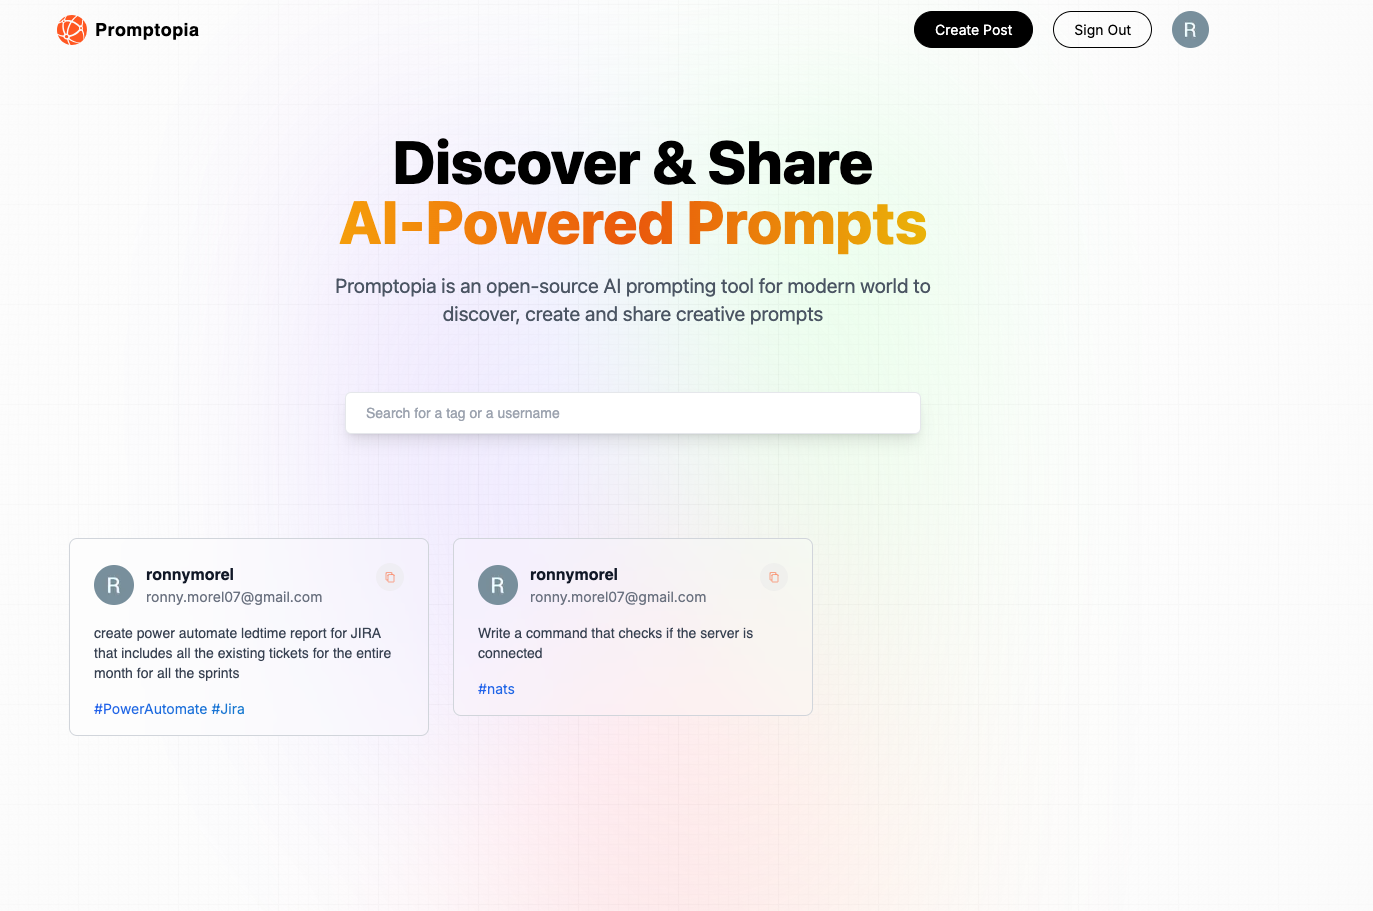 Promptopia
Create Post
Sign Out
R
Discover & Share
AI-Powered Prompts
Promptopia is an open-source AI prompting tool for modern world to
discover, create and share creative prompts
Search for a tag or a username
R
ronnymorel
ronny.morel07@gmail.com
create power automate ledtime report for JIRA
that includes all the existing tickets for the entire
month for all the sprints
#PowerAutomate #Jira
R
ronnymorel
ronny.morel07@gmail.com
Write a command that checks if the server is
connected
#nats